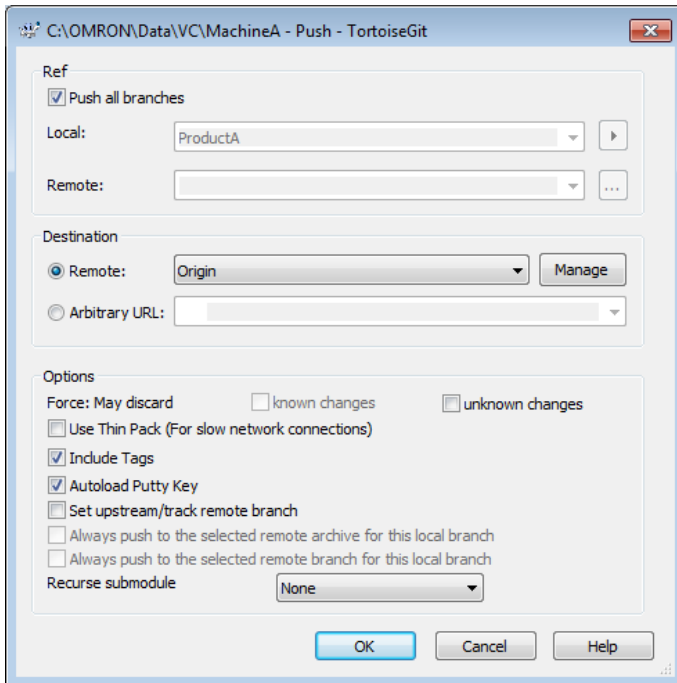 C:\OMRON\Data\VC\MachineA - Push - TortoiseGit
Ref
Push all branches
Local:
ProductA
Remote:
...
Destination
Remote:
Origin
Manage
Arbitrary URL:
Options
Force: May discard
known changes
unknown changes
Use Thin Pack (For slow network connections)
Include Tags
Autoload Putty Key
Set upstream/track remote branch
Always push to the selected remote archive for this local branch
Always push to the selected remote branch for this local branch
Recurse submodule
None
OK
Cancel
Help